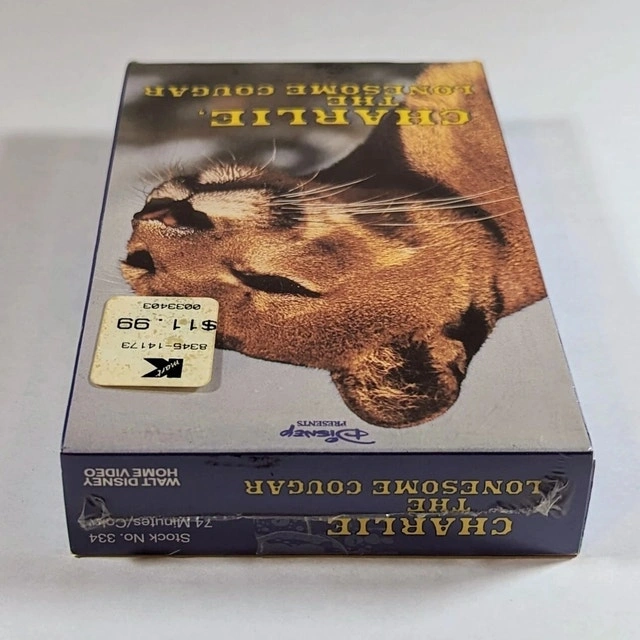 CHARLIE
THE
LONESOME COUGAR
Stock No. 334
74 Minutes/Color
WALT DISNEY
HOME VIDEO
DISNEY
PRESENTS
K
mart
8345-14173
$11.99
0033403
CHARLIE,
THE
LONESOME COUGAR